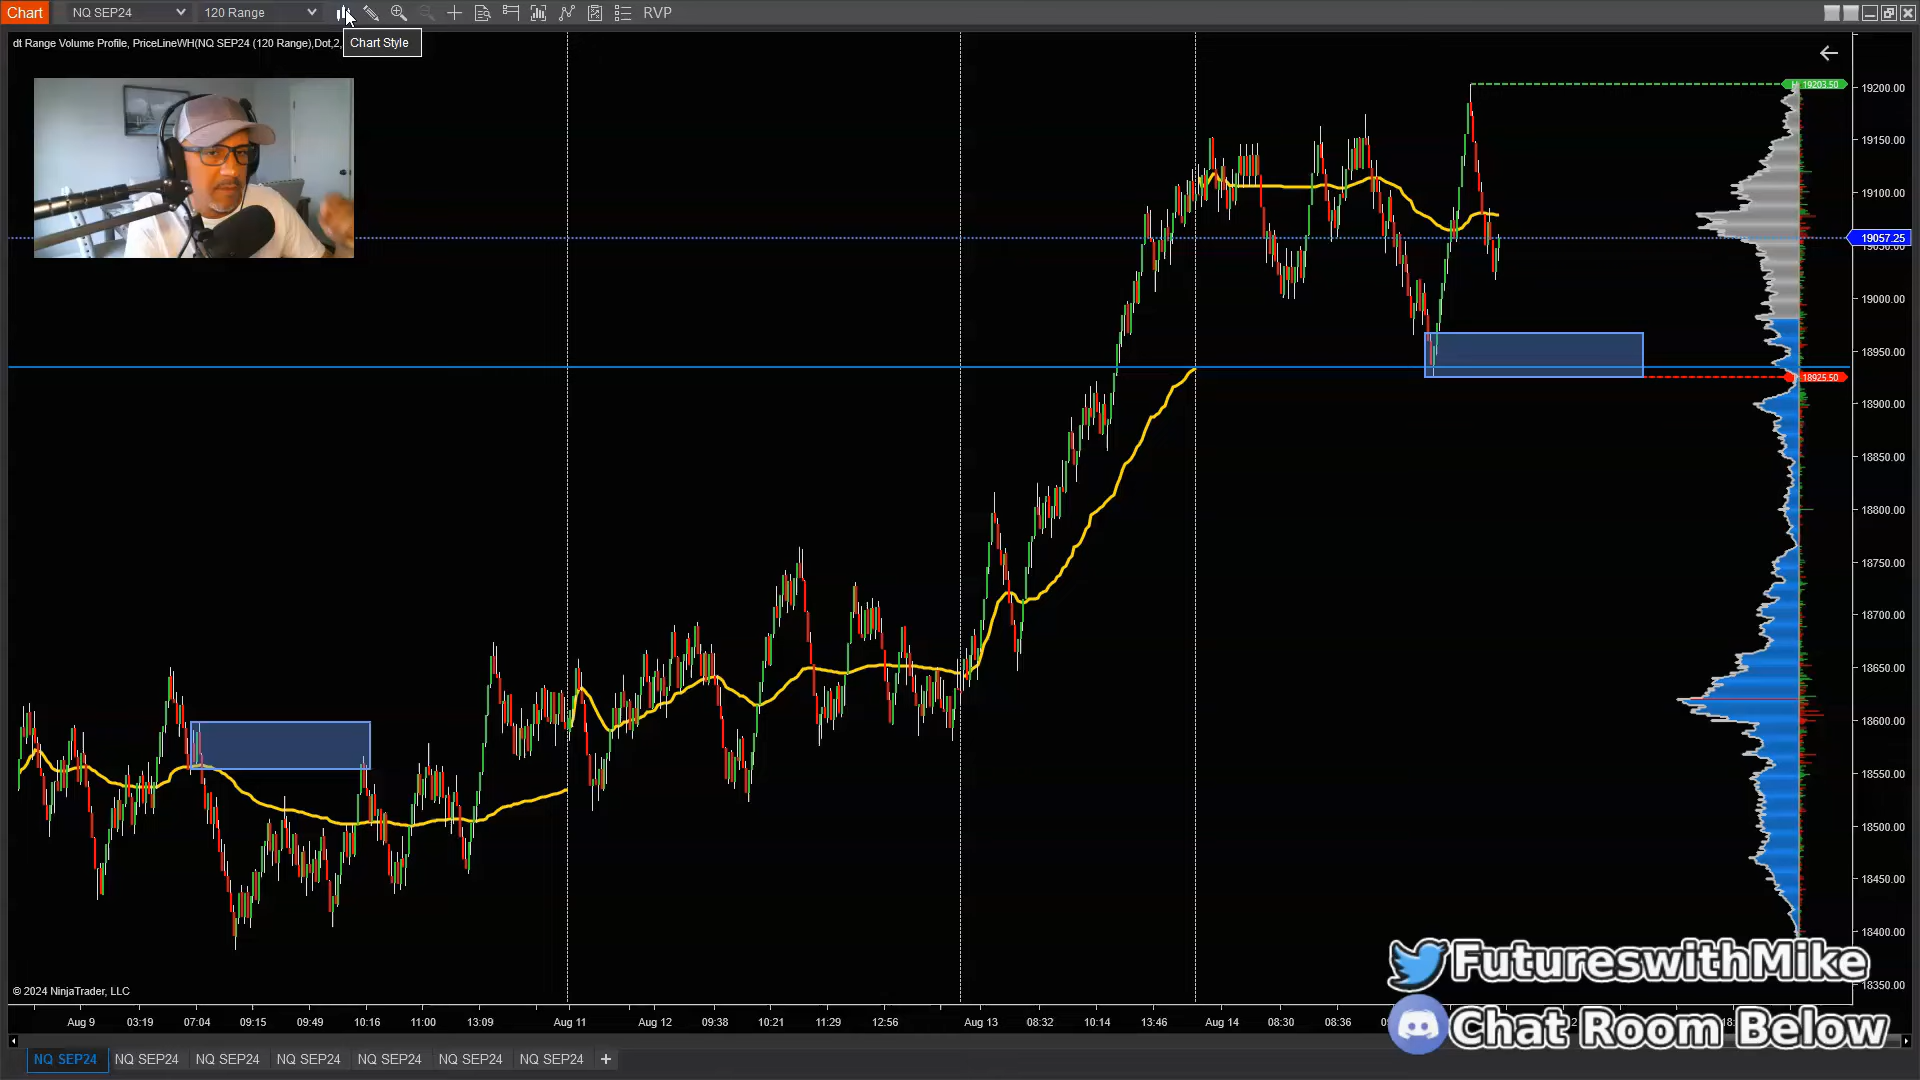 Chart NQ SEP24 120 Range RVP
dt Range Volume Profile, PriceLineWH(NQ SEP24 (120 Range),Dot,2,
Chart Style
H 19203.50
19200.00
19150.00
19100.00
19057.25
19000.00
18950.00
18925.50
18900.00
18850.00
18800.00
18750.00
18700.00
18650.00
18600.00
18550.00
18500.00
18450.00
18400.00
18350.00
FutureswithMike
© 2024 NinjaTrader, LLC
Aug 9 03:19 07:04 09:15 09:49 10:16 11:00 13:09 Aug 11 Aug 12 09:38 10:21 11:29 12:56 Aug 13 08:32 10:14 13:46 Aug 14 08:30 08:36
Chat Room Below
NQ SEP24 NQ SEP24 NQ SEP24 NQ SEP24 NQ SEP24 NQ SEP24 NQ SEP24 +